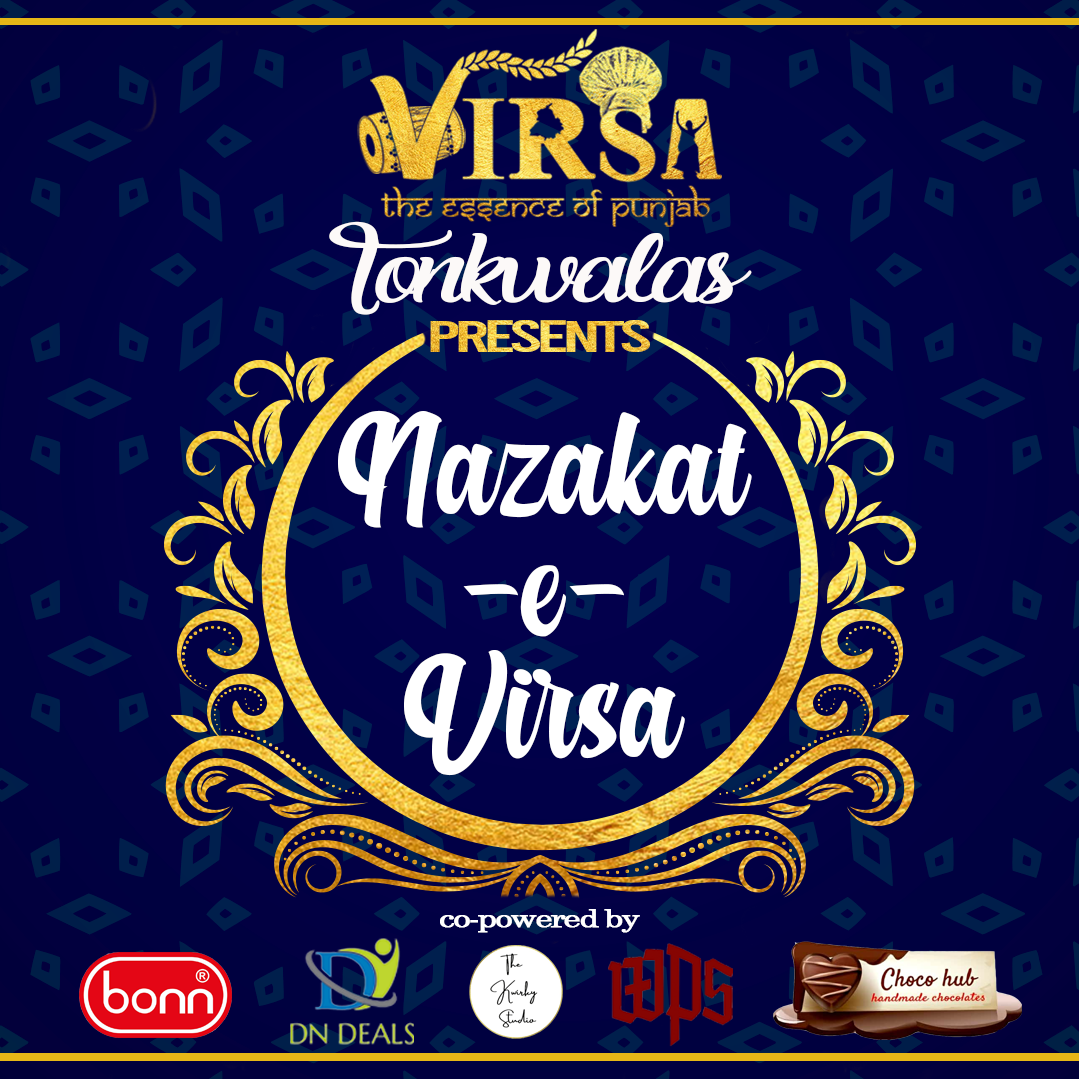 VIRSA
the essence of punjab
Tonkwalas
PRESENTS
Nazakat
-e-
Virsa
co-powered by
bonn®
DN DEALS
The
Kwirky
Studio
Choco hub
handmade chocolates